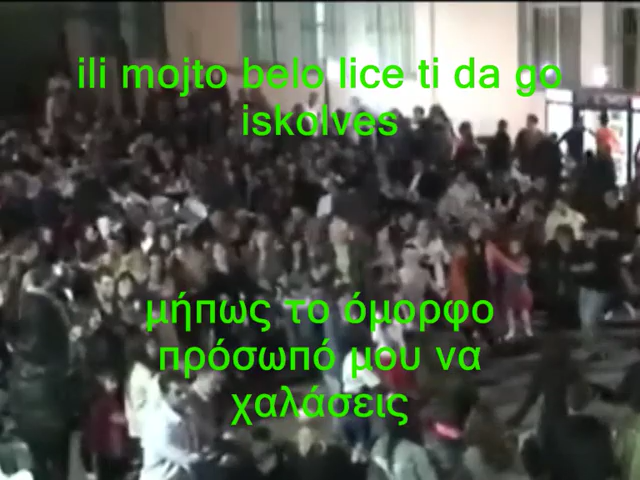 ili mojto belo lice ti da go
iskolves
μήπως το όμορφο
πρόσωπό μου να
χαλάσεις